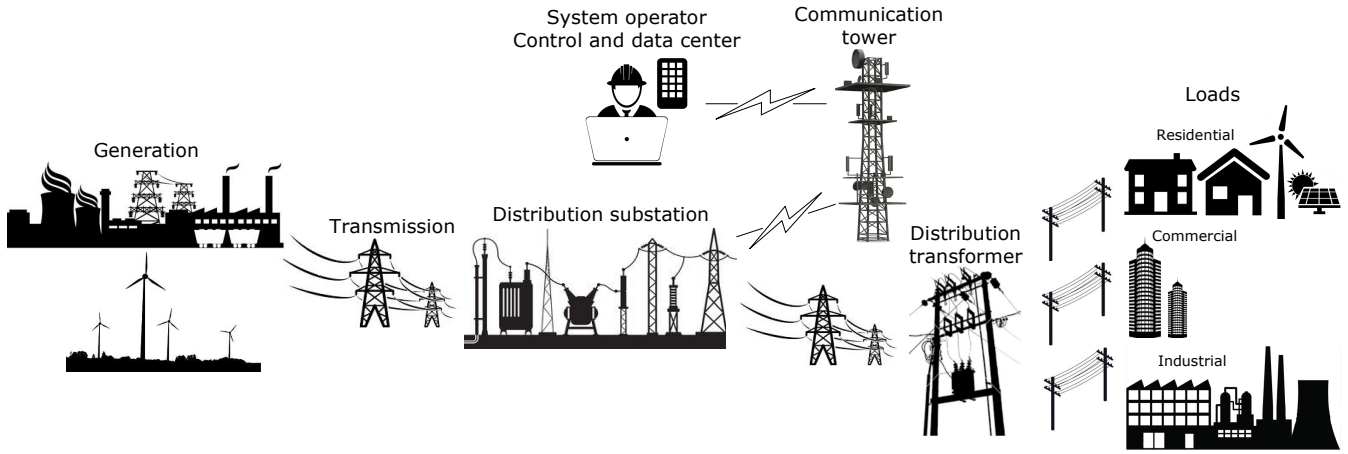 System operator
Control and data center
Communication
tower
Loads
Residential
Generation
Transmission
Distribution substation
Distribution
transformer
Commercial
Industrial